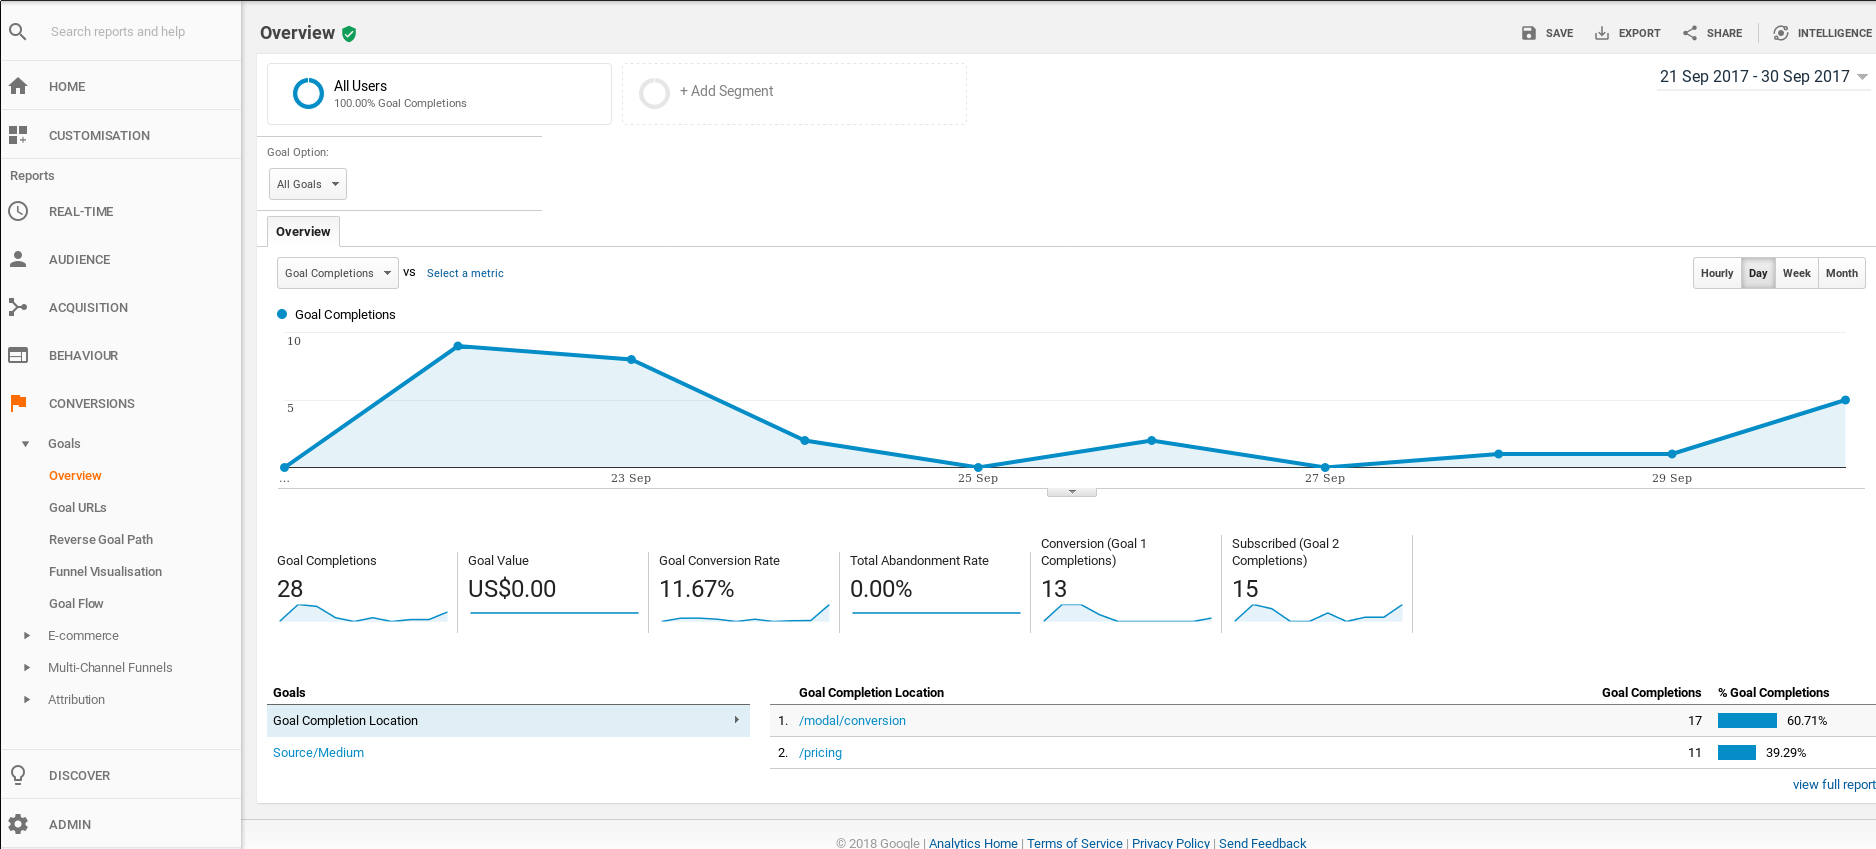 Search reports and help
HOME
CUSTOMISATION
Reports
REAL-TIME
AUDIENCE
ACQUISITION
BEHAVIOUR
CONVERSIONS
Goals
Overview
Goal URLs
Reverse Goal Path
Funnel Visualisation
Goal Flow
E-commerce
Multi-Channel Funnels
Attribution
DISCOVER
ADMIN
Overview
SAVE EXPORT SHARE INTELLIGENCE
All Users
100.00% Goal Completions
+ Add Segment
21 Sep 2017 - 30 Sep 2017
Goal Option:
All Goals
Overview
Goal Completions vs Select a metric
Hourly Day Week Month
Goal Completions
10
5
... 23 Sep 25 Sep 27 Sep 29 Sep
Goal Completions
28
Goal Value
US$0.00
Goal Conversion Rate
11.67%
Total Abandonment Rate
0.00%
Conversion (Goal 1
Completions)
13
Subscribed (Goal 2
Completions)
15
Goals
Goal Completion Location
Source/Medium
Goal Completion Location Goal Completions % Goal Completions
1. /modal/conversion 17 60.71%
2. /pricing 11 39.29%
view full report
© 2018 Google | Analytics Home | Terms of Service | Privacy Policy | Send Feedback